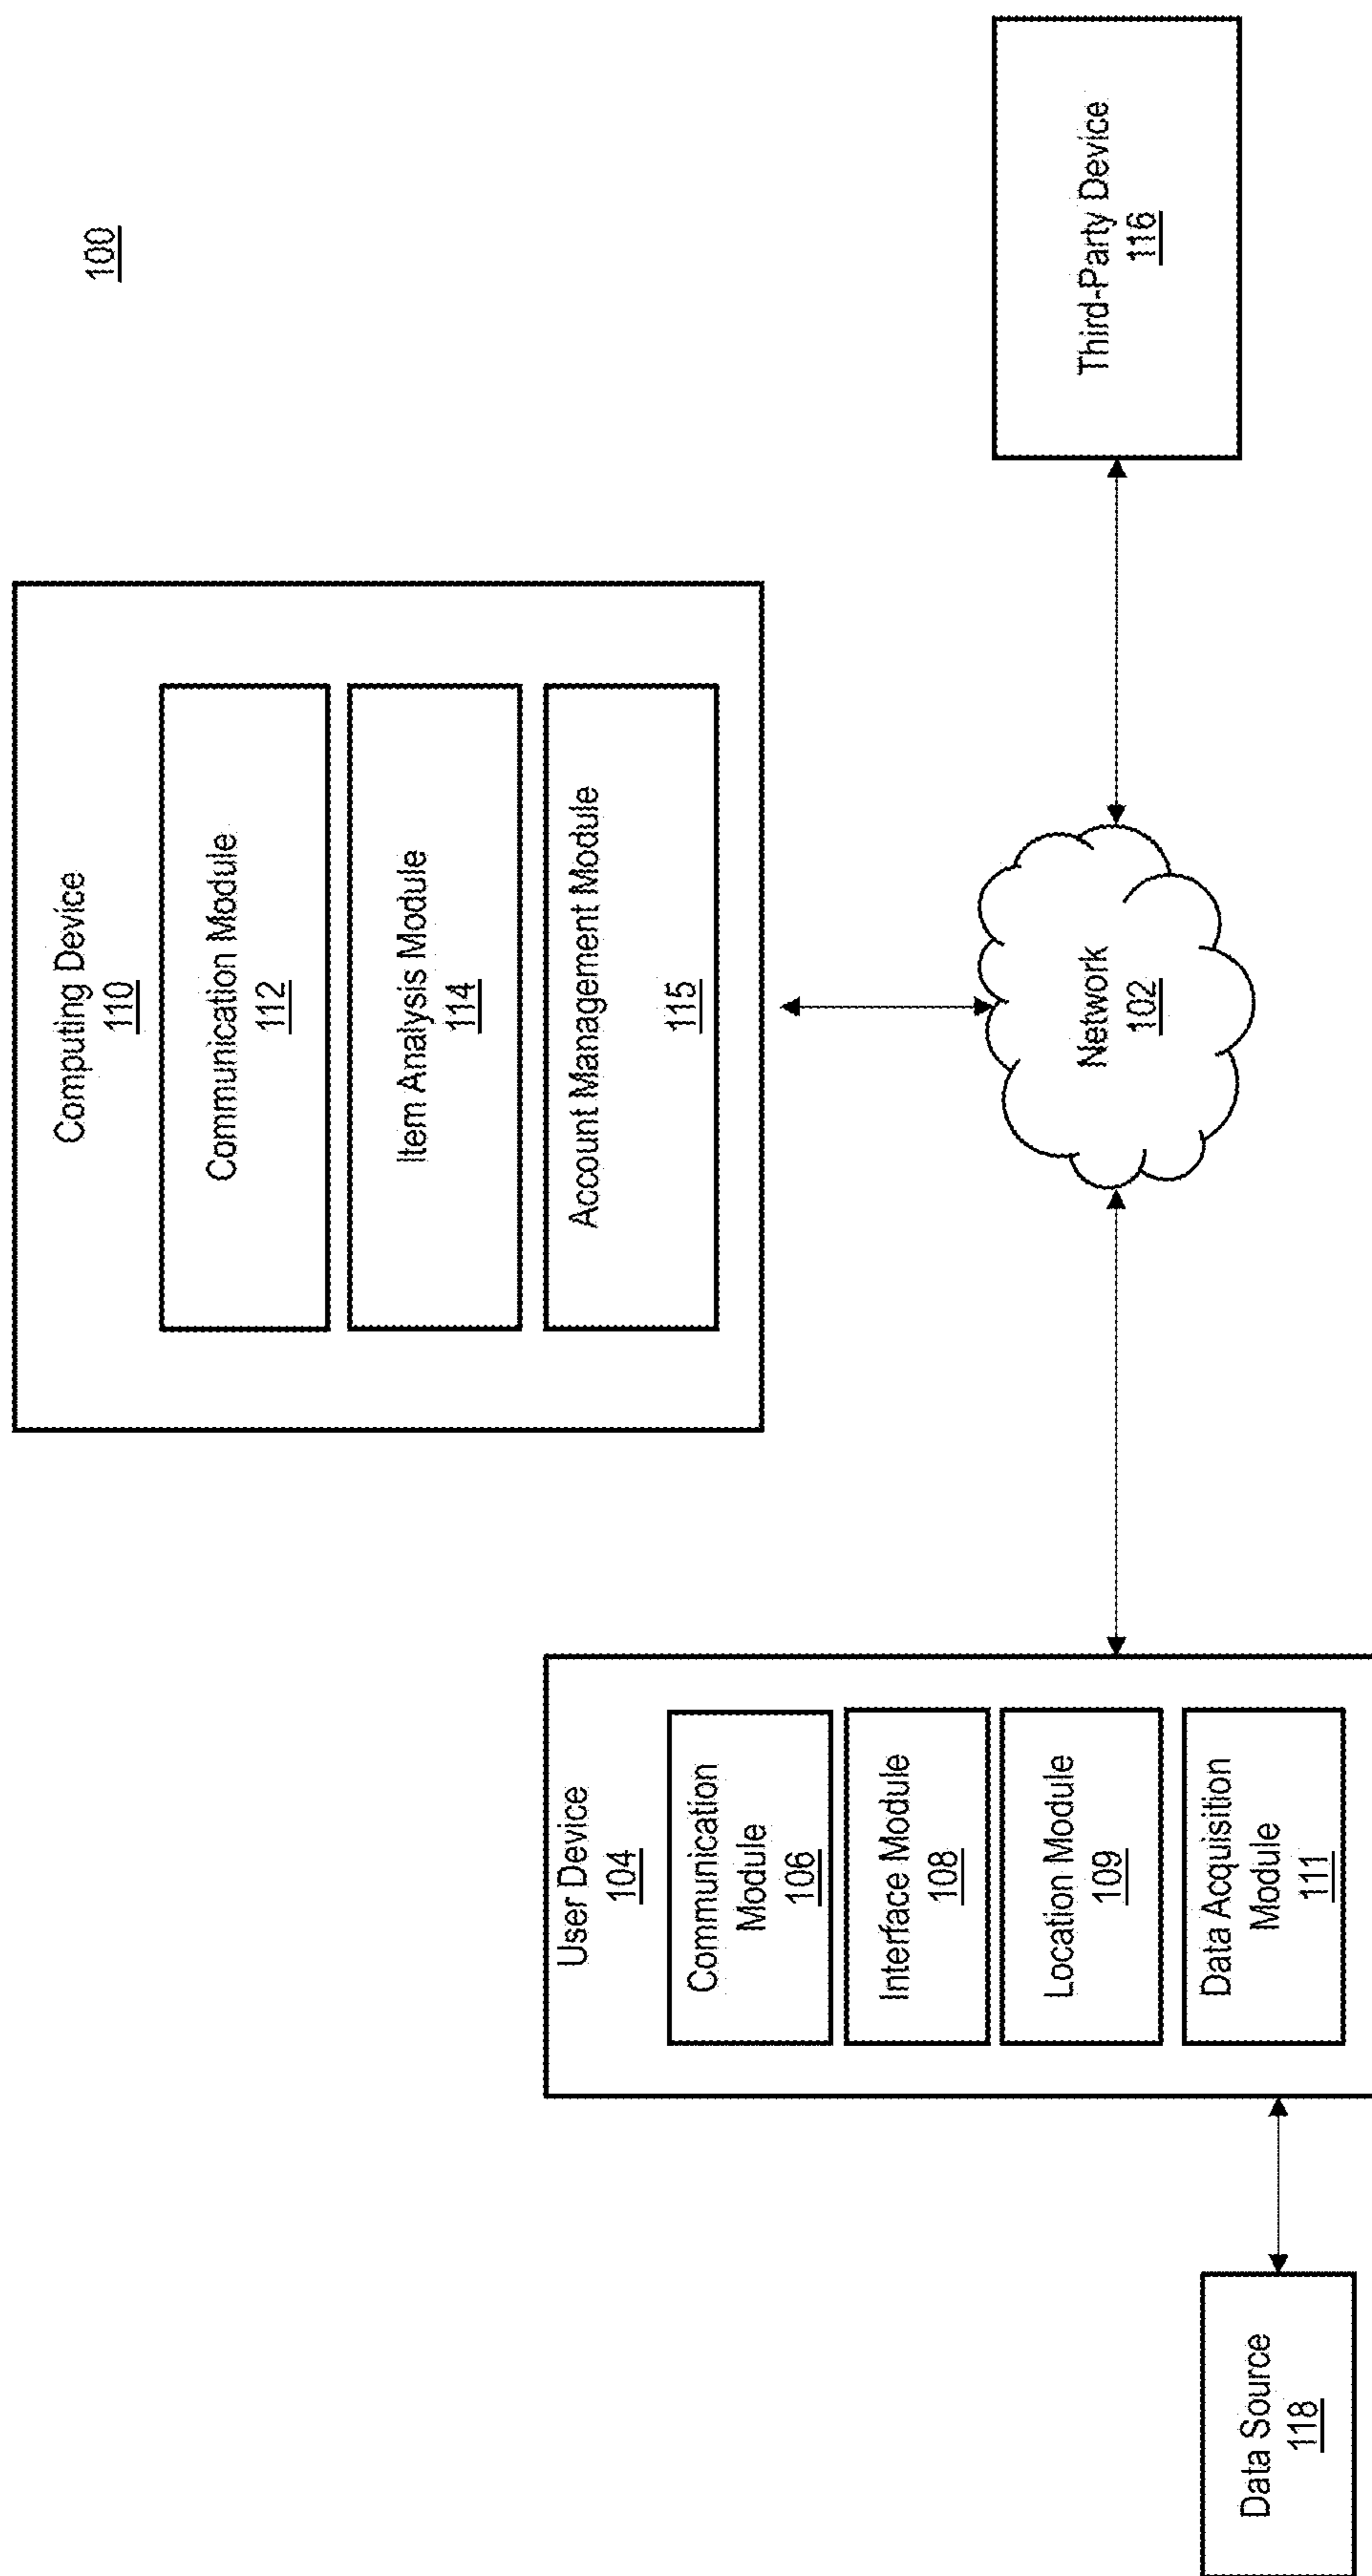 100
Computing Device
110
Communication Module
112
Item Analysis Module
114
Account Management Module
115
User Device
104
Communication
Module
106
Interface Module
108
Location Module
109
Data Acquisition
Module
111
Network
102
Third-Party Device
116
Data Source
118